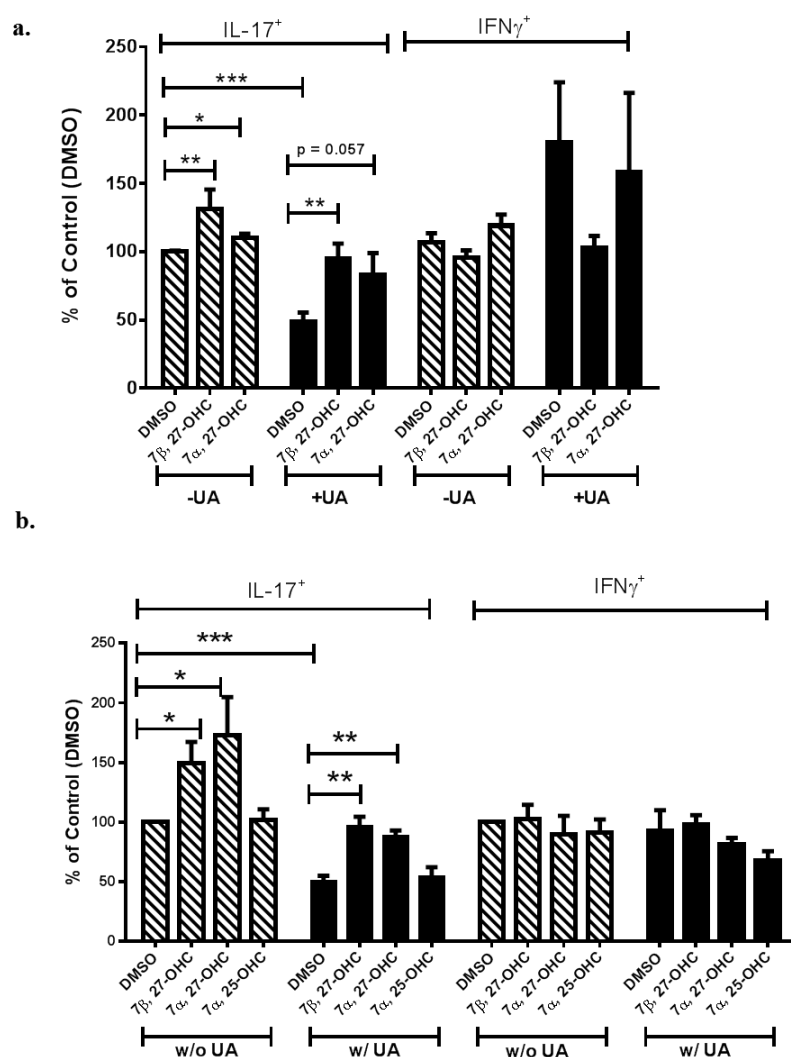 a.
IL-17⁺ IFNγ⁺
250
200
150
100
50
0
% of Control (DMSO)
***
*
**
p = 0.057
**
DMSO 7β, 27-OHC 7α, 27-OHC DMSO 7β, 27-OHC 7α, 27-OHC DMSO 7β, 27-OHC 7α, 27-OHC DMSO 7β, 27-OHC 7α, 27-OHC
-UA +UA -UA +UA
b.
IL-17⁺ IFNγ⁺
250
200
150
100
50
0
% of Control (DMSO)
***
*
*
**
**
DMSO 7β, 27-OHC 7α, 27-OHC 7α, 25-OHC DMSO 7β, 27-OHC 7α, 27-OHC 7α, 25-OHC DMSO 7β, 27-OHC 7α, 27-OHC 7α, 25-OHC DMSO 7β, 27-OHC 7α, 27-OHC 7α, 25-OHC
w/o UA w/ UA w/o UA w/ UA